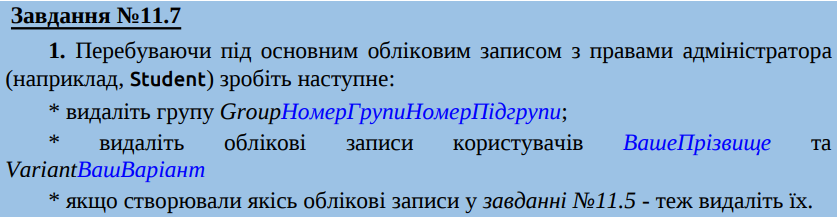 Завдання №11.7
1. Перебуваючи під основним обліковим записом з правами адміністратора
(наприклад, Student) зробіть наступне:
* видаліть групу GroupНомерГрупиНомерПідгрупи;
* видаліть облікові записи користувачів ВашеПрізвище та
VariantВашВаріант
* якщо створювали якісь облікові записи у завданні №11.5 - теж видаліть їх.